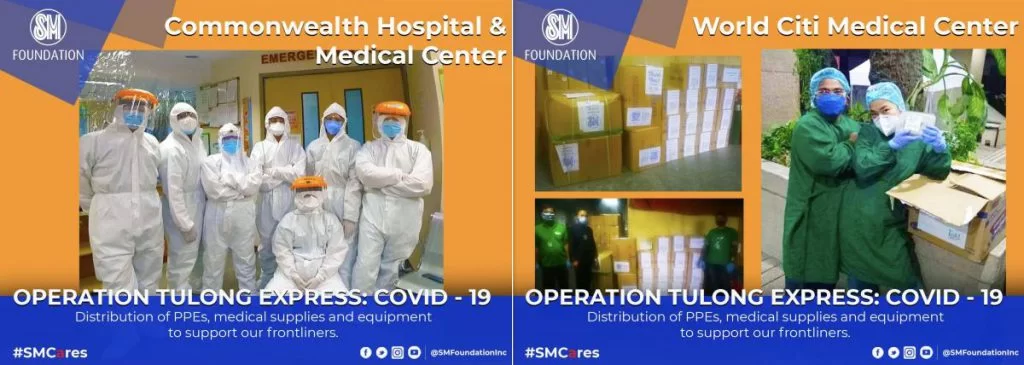 SM
FOUNDATION
Commonwealth Hospital &
Medical Center
EMERGE
OPERATION TULONG EXPRESS: COVID - 19
Distribution of PPEs, medical supplies and equipment
to support our frontliners.
#SMCares
@SMFoundationInc
SM
FOUNDATION
World Citi Medical Center
SM
OPERATION TULONG EXPRESS: COVID - 19
Distribution of PPEs, medical supplies and equipment
to support our frontliners.
#SMCares
@SMFoundationInc